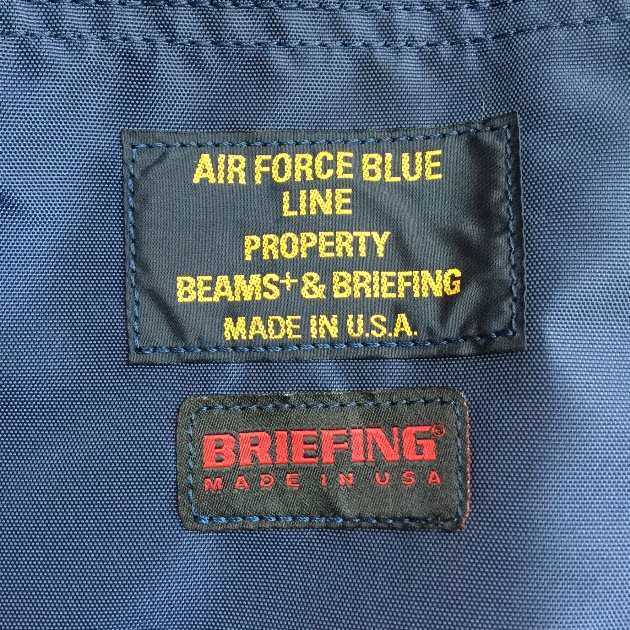 AIR FORCE BLUE
LINE
PROPERTY
BEAMS+ & BRIEFING
MADE IN U.S.A.
BRIEFING®
MADE IN USA